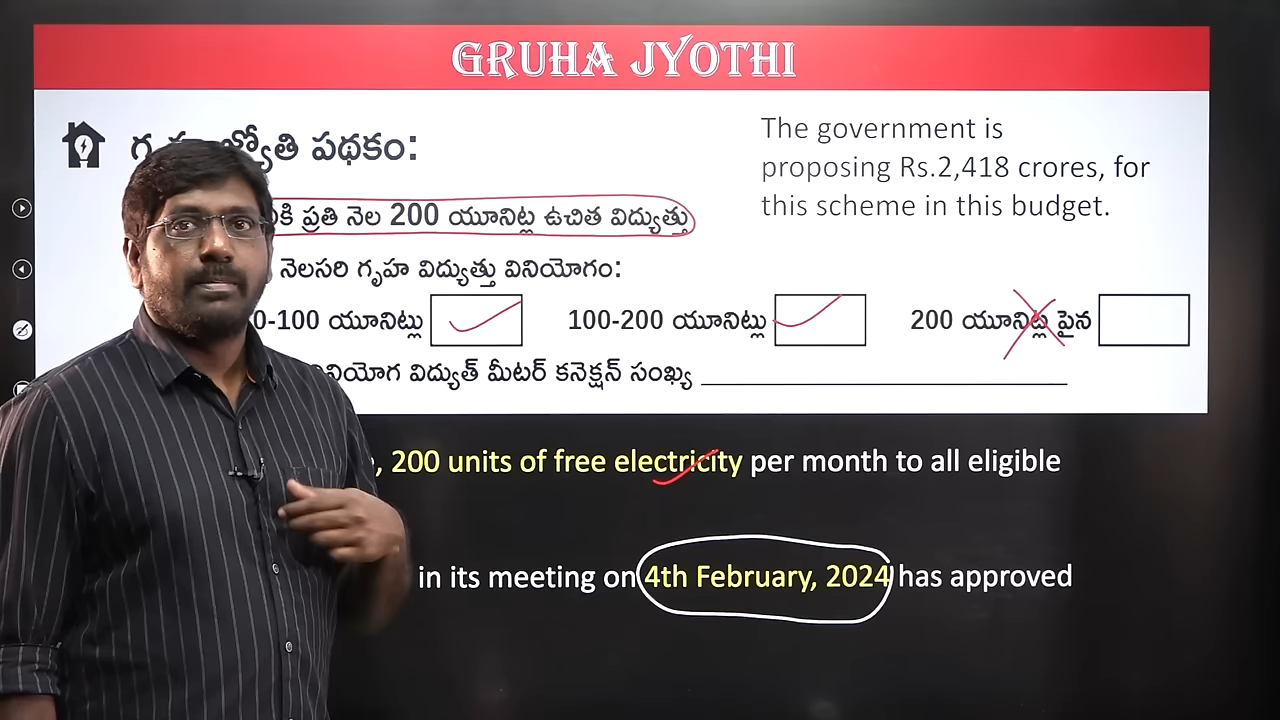 GRUHA JYOTHI
పథకం:
The government is
proposing Rs.2,418 crores, for
this scheme in this budget.
ప్రతి నెల 200 యూనిట్ల ఉచిత విద్యుత్తు
నెలసరి గృహ విద్యుత్తు వినియోగం:
0-100 యూనిట్లు 100-200 యూనిట్లు 200 యూనిట్ల పైన
విద్యుత్ మీటర్ కనెక్షన్ సంఖ్య
200 units of free electricity per month to all eligible
in its meeting on 4th February, 2024 has approved